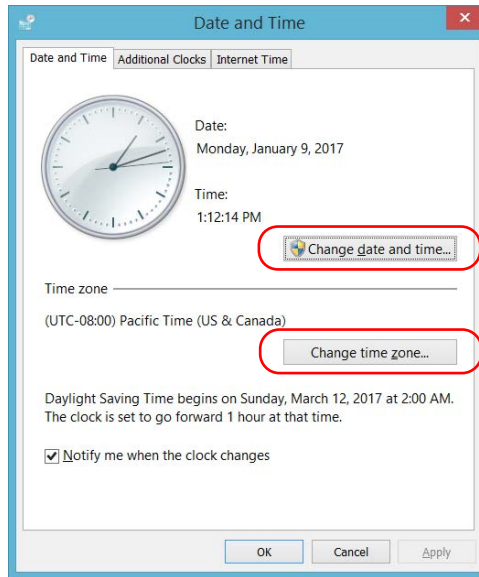 Date and Time
Date and Time Additional Clocks Internet Time
Date:
Monday, January 9, 2017
Time:
1:12:14 PM
Change date and time...
Time zone
(UTC-08:00) Pacific Time (US & Canada)
Change time zone...
Daylight Saving Time begins on Sunday, March 12, 2017 at 2:00 AM.
The clock is set to go forward 1 hour at that time.
Notify me when the clock changes
OK Cancel Apply